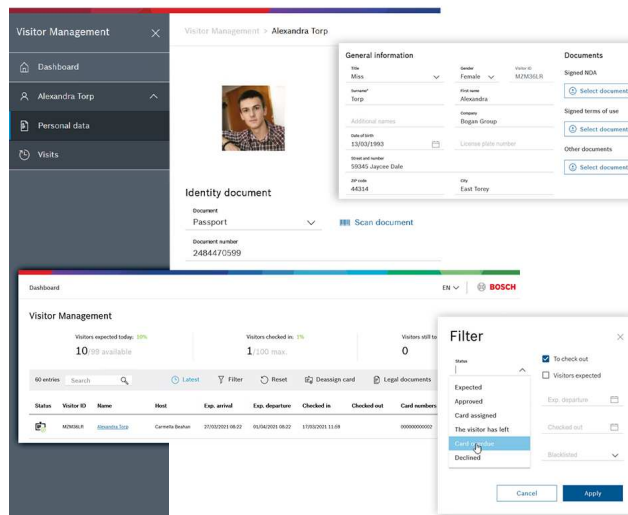 Visitor Management
Visitor Management > Alexandra Torp
Dashboard
Alexandra Torp
Personal data
Visits
General information
Title
Miss
Gender
Female
Visitor ID
MZM36LR
Surname*
Torp
First name
Alexandra
Additional names
Company
Bogan Group
Date of birth
13/03/1993
License plate number
Street and number
59345 Jaycee Dale
ZIP code
44314
City
East Torey
Documents
Signed NDA
Select document
Signed terms of use
Select document
Other documents
Select document
Identity document
Document
Passport
Scan document
Document number
2484470599
Dashboard
EN
BOSCH
Visitor Management
Visitors expected today: 10%
10/99 available
Visitors checked in: 1%
1/100 max.
Visitors still to
0
60 entries Search Latest Filter Reset Deassign card Legal documents
Status Visitor ID Name Host Exp. arrival Exp. departure Checked in Checked out Card numbers
MZM36LR Alexandra Torp Carmella Beahan 27/03/2021 08:22 01/04/2021 08:22 17/03/2021 11:59 000000000002
Filter
Status
To check out
Visitors expected
Expected
Approved
Card assigned
The visitor has left
Card overdue
Declined
Exp. departure
Checked out
Blacklisted
Cancel
Apply